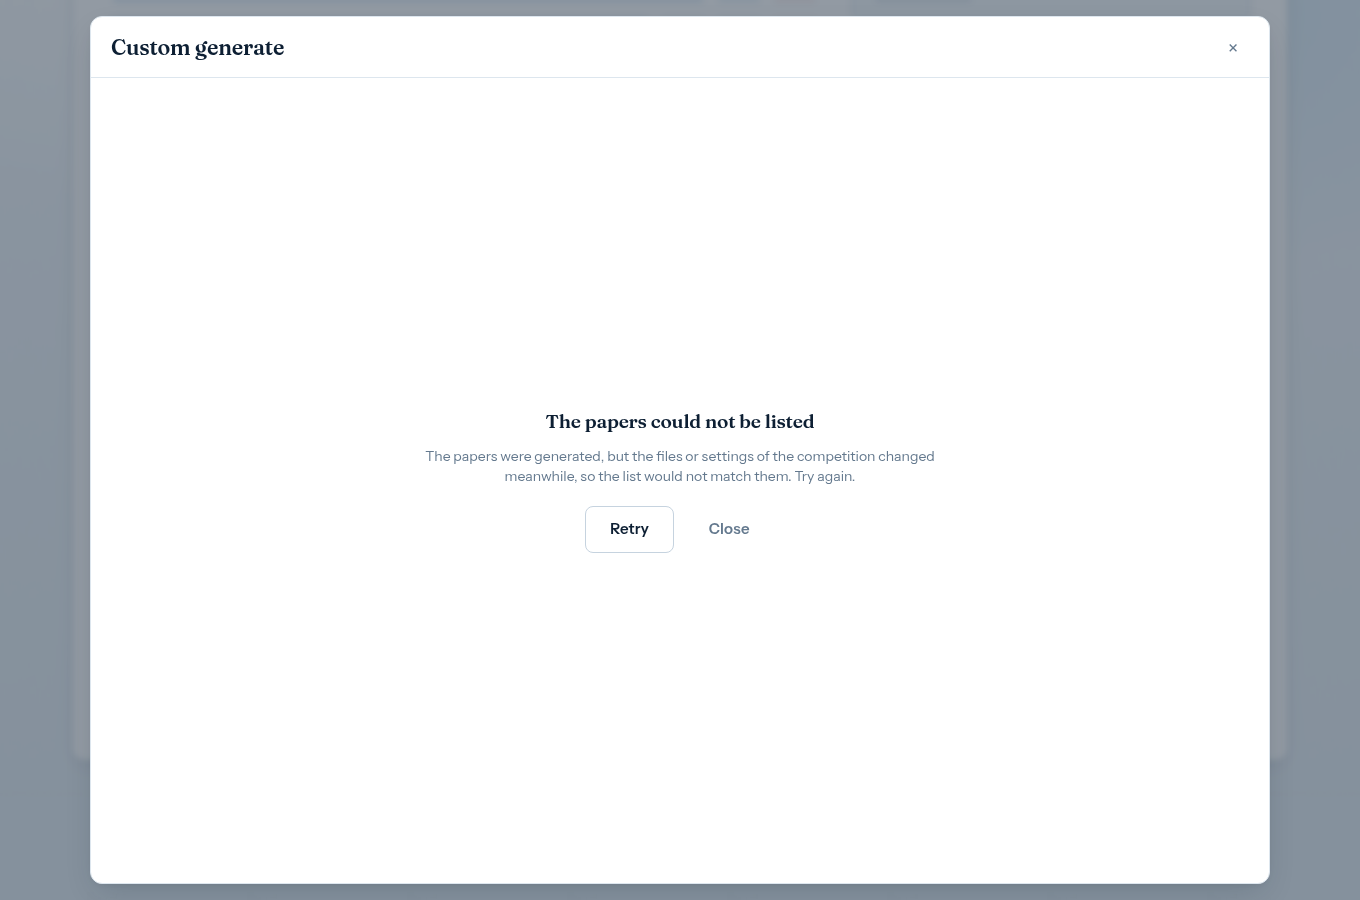 Custom generate
×
The papers could not be listed
The papers were generated, but the files or settings of the competition changed
meanwhile, so the list would not match them. Try again.
Retry
Close